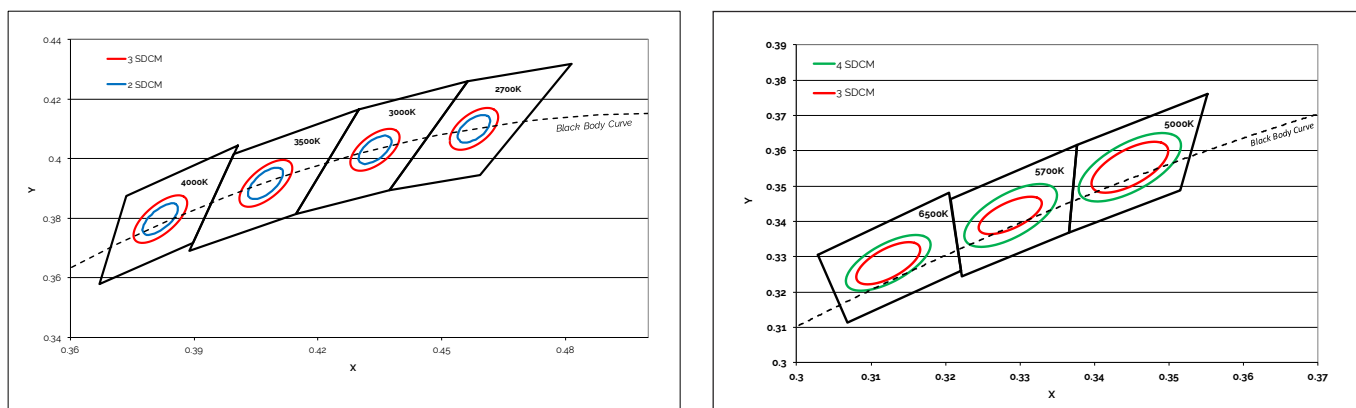 0.44
3 SDCM
2 SDCM
2700K
0.42
3000K
Black Body Curve
3500K
0.4
Y
4000K
0.38
0.36
0.34
0.36
0.39
0.42
0.45
0.48
X
0.39
4 SDCM
0.38
3 SDCM
5000K
0.37
Black Body Curve
0.36
5700K
0.35
Y
6500K
0.34
0.33
0.32
0.31
0.3
0.3
0.31
0.32
0.33
0.34
0.35
0.36
0.37
X